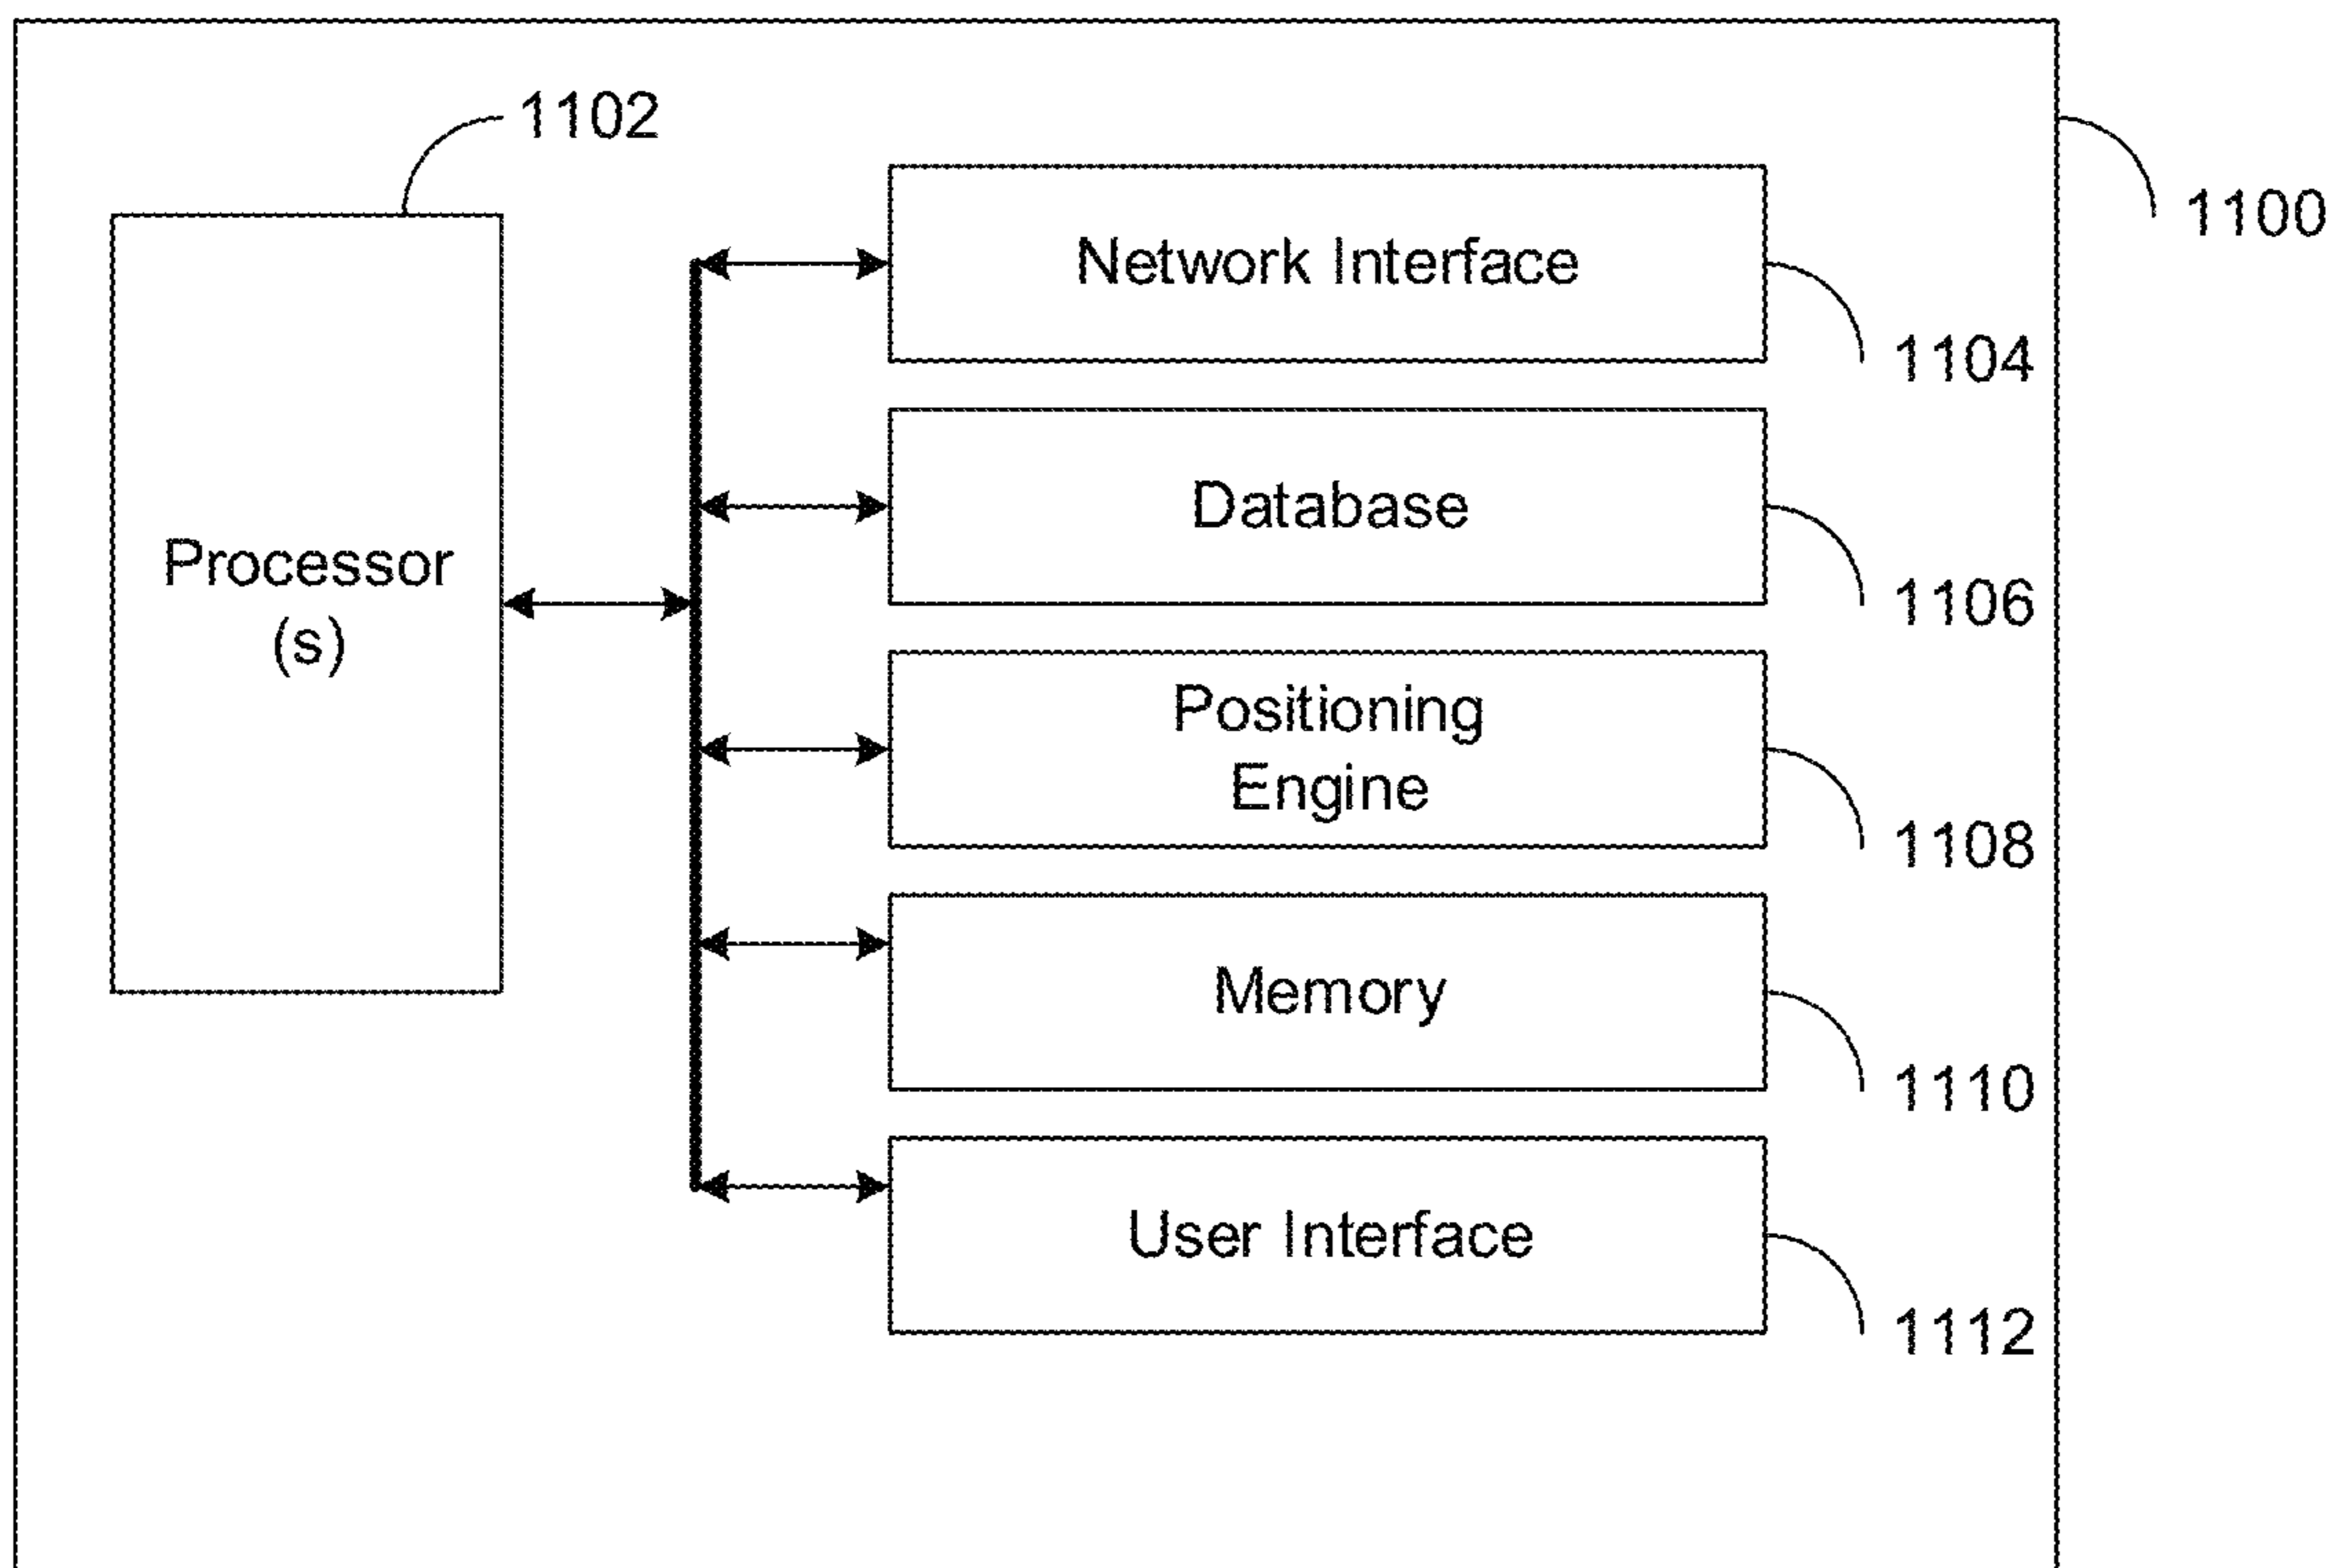 1102
1100
Processor
(s)
Network Interface
1104
Database
1106
Positioning
Engine
1108
Memory
1110
User Interface
1112